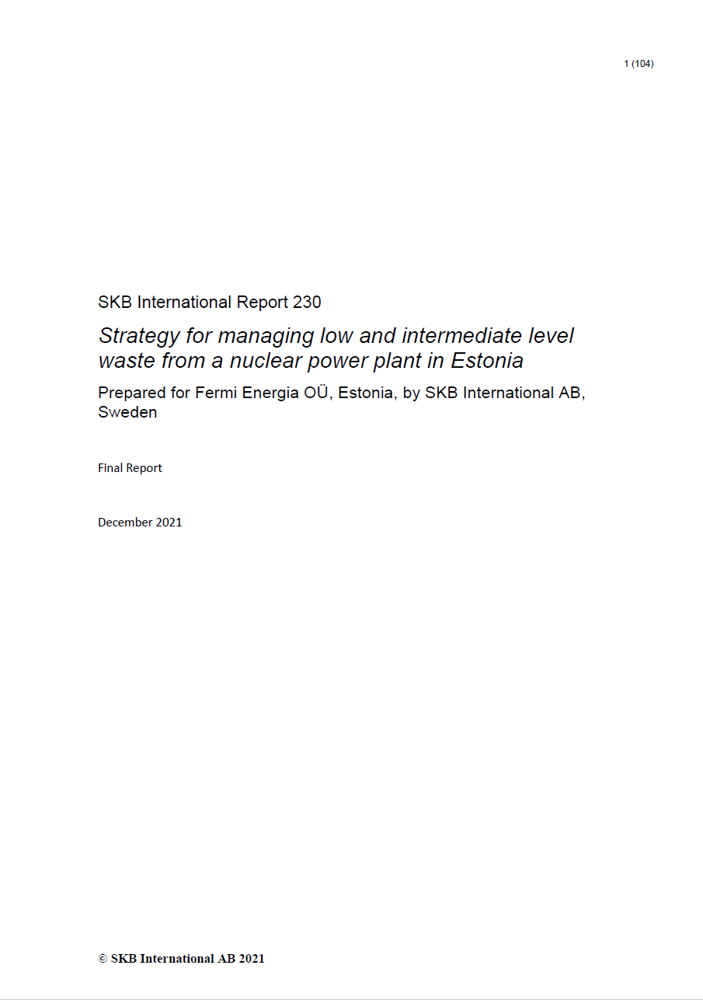 1 (104)
SKB International Report 230
Strategy for managing low and intermediate level
waste from a nuclear power plant in Estonia
Prepared for Fermi Energia OÜ, Estonia, by SKB International AB,
Sweden
Final Report
December 2021
© SKB International AB 2021